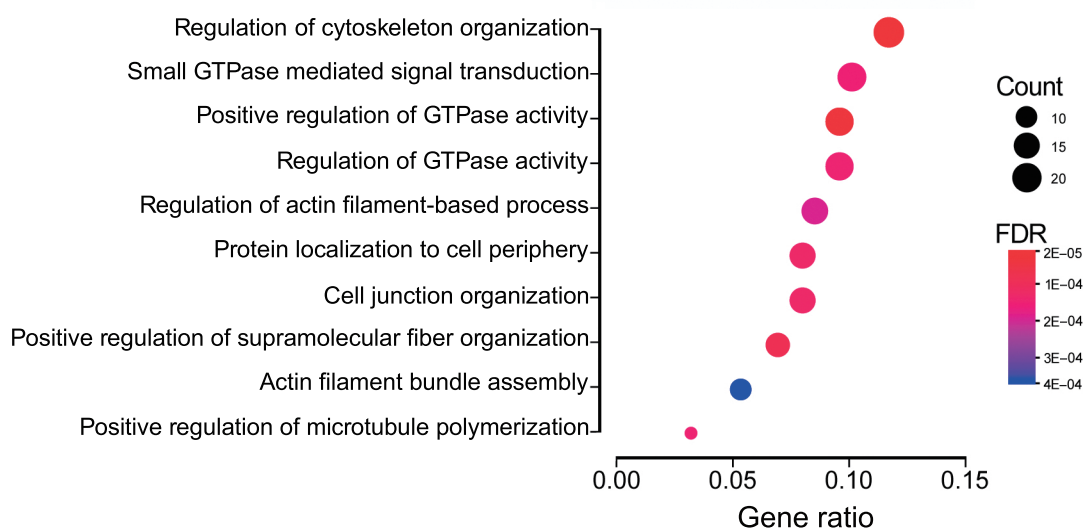 Regulation of cytoskeleton organization
Small GTPase mediated signal transduction
Positive regulation of GTPase activity
Regulation of GTPase activity
Regulation of actin filament-based process
Protein localization to cell periphery
Cell junction organization
Positive regulation of supramolecular fiber organization
Actin filament bundle assembly
Positive regulation of microtubule polymerization
0.00 0.05 0.10 0.15
Gene ratio
Count
10
15
20
FDR
2E-05
1E-04
2E-04
3E-04
4E-04